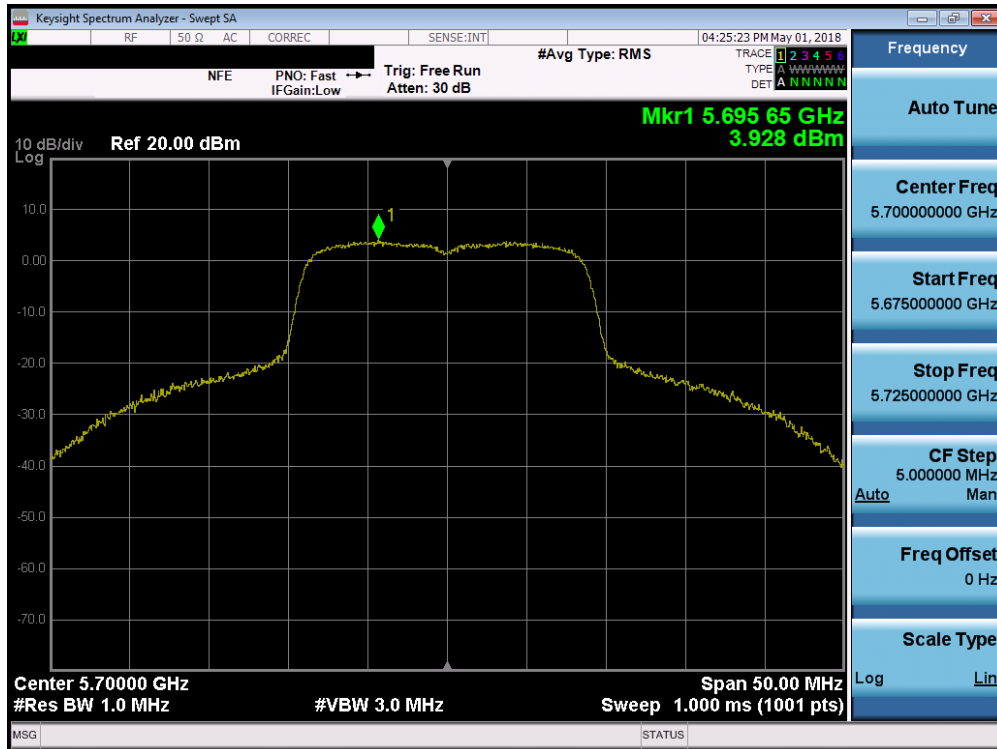 Keysight Spectrum Analyzer - Swept SA
LXI RF 50 Ω AC CORREC SENSE:INT 04:25:23 PM May 01, 2018
Frequency
NFE PNO: Fast Trig: Free Run #Avg Type: RMS TRACE 1 2 3 4 5 6
IFGain:Low Atten: 30 dB TYPE A WWWWW
DET A N N N N N
Auto Tune
Mkr1 5.695 65 GHz
3.928 dBm
10 dB/div Ref 20.00 dBm
Log
1
10.0
0.00
-10.0
-20.0
-30.0
-40.0
-50.0
-60.0
-70.0
Center Freq
5.700000000 GHz
Start Freq
5.675000000 GHz
Stop Freq
5.725000000 GHz
CF Step
5.000000 MHz
Auto Man
Freq Offset
0 Hz
Scale Type
Log Lin
Center 5.70000 GHz Span 50.00 MHz
#Res BW 1.0 MHz #VBW 3.0 MHz Sweep 1.000 ms (1001 pts)
MSG STATUS